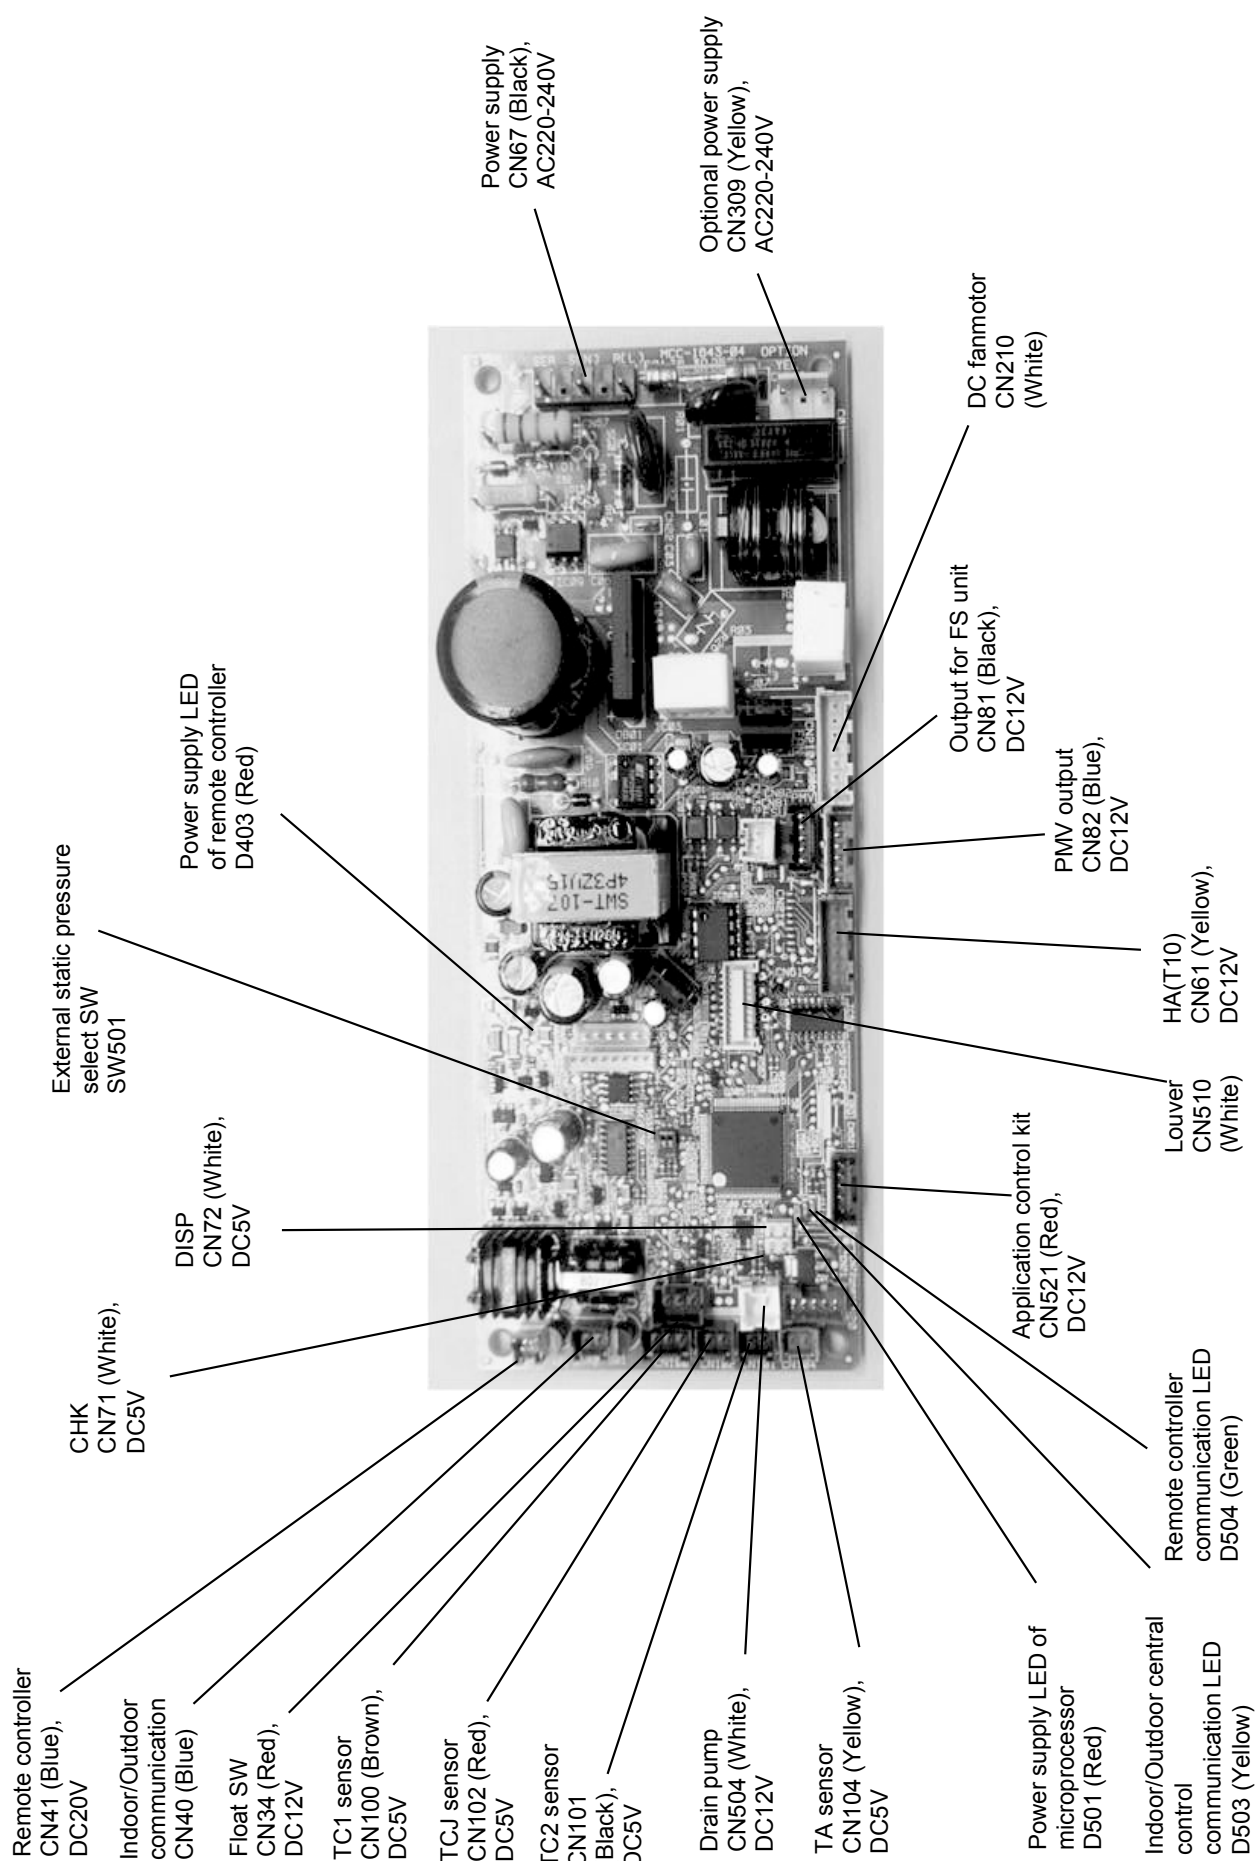 Power supply
CN67 (Black),
AC220-240V
Optional power supply
CN309 (Yellow),
AC220-240V
DC fanmotor
CN210
(White)
Output for FS unit
CN81 (Black),
DC12V
PMV output
CN82 (Blue),
DC12V
HA(T10)
CN61 (Yellow),
DC12V
Louver
CN510
(White)
Application control kit
CN521 (Red),
DC12V
Remote controller
communication LED
D504 (Green)
Indoor/Outdoor central
control
communication LED
D503 (Yellow)
Power supply LED of
microprocessor
D501 (Red)
Power supply LED
of remote controller
D403 (Red)
External static pressure
select SW
SW501
DISP
CN72 (White),
DC5V
CHK
CN71 (White),
DC5V
Remote controller
CN41 (Blue),
DC20V
Indoor/Outdoor
communication
CN40 (Blue)
Float SW
CN34 (Red),
DC12V
TC1 sensor
CN100 (Brown),
DC5V
TCJ sensor
CN102 (Red),
DC5V
TC2 sensor
CN101
Black),
DC5V
Drain pump
CN504 (White),
DC12V
TA sensor
CN104 (Yellow),
DC5V
MCC-1643-04 OPTION
SWT-107
4P3ZU15